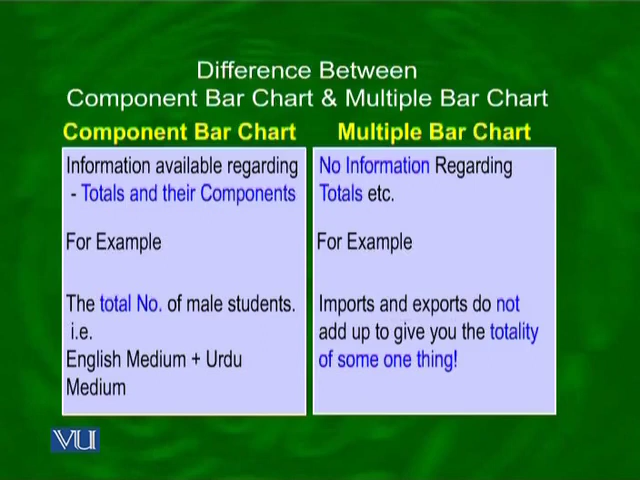 Difference Between
Component Bar Chart & Multiple Bar Chart
Component Bar Chart
Information available regarding
- Totals and their Components
For Example
The total No. of male students.
i.e.
English Medium + Urdu
Medium
Multiple Bar Chart
No Information Regarding
Totals etc.
For Example
Imports and exports do not
add up to give you the totality
of some one thing!
VU